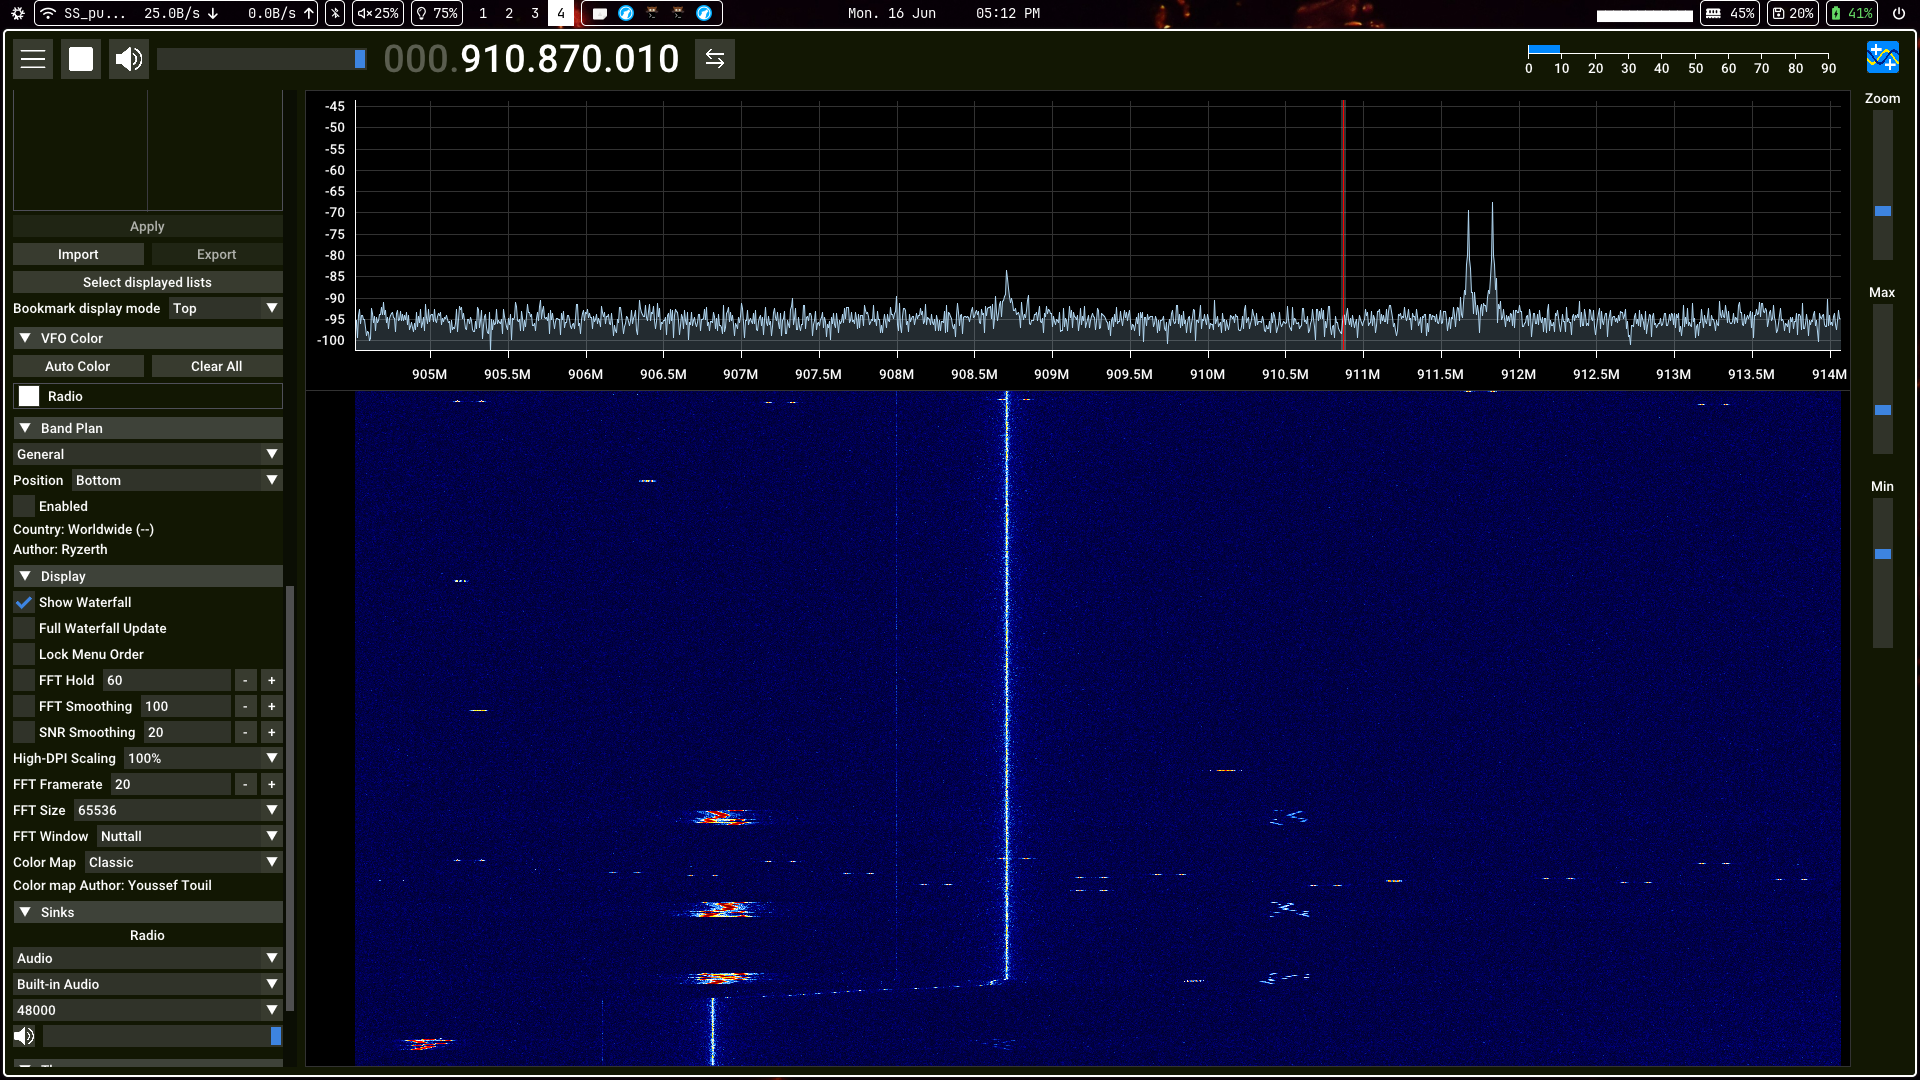 SS_pu... 25.0B/s ↓ 0.0B/s ↑ 25% 75% 1 2 3 4 Mon. 16 Jun 05:12 PM 45% 20% 41%
000.910.870.010
0 10 20 30 40 50 60 70 80 90
Apply
Import Export
Select displayed lists
Bookmark display mode Top
VFO Color
Auto Color Clear All
Radio
Band Plan
General
Position Bottom
Enabled
Country: Worldwide (--)
Author: Ryzerth
Display
Show Waterfall
Full Waterfall Update
Lock Menu Order
FFT Hold 60 - +
FFT Smoothing 100 - +
SNR Smoothing 20 - +
High-DPI Scaling 100%
FFT Framerate 20 - +
FFT Size 65536
FFT Window Nuttall
Color Map Classic
Color map Author: Youssef Touil
Sinks
Radio
Audio
Built-in Audio
48000
-45
-50
-55
-60
-65
-70
-75
-80
-85
-90
-95
-100
905M 905.5M 906M 906.5M 907M 907.5M 908M 908.5M 909M 909.5M 910M 910.5M 911M 911.5M 912M 912.5M 913M 913.5M 914M
Zoom
Max
Min